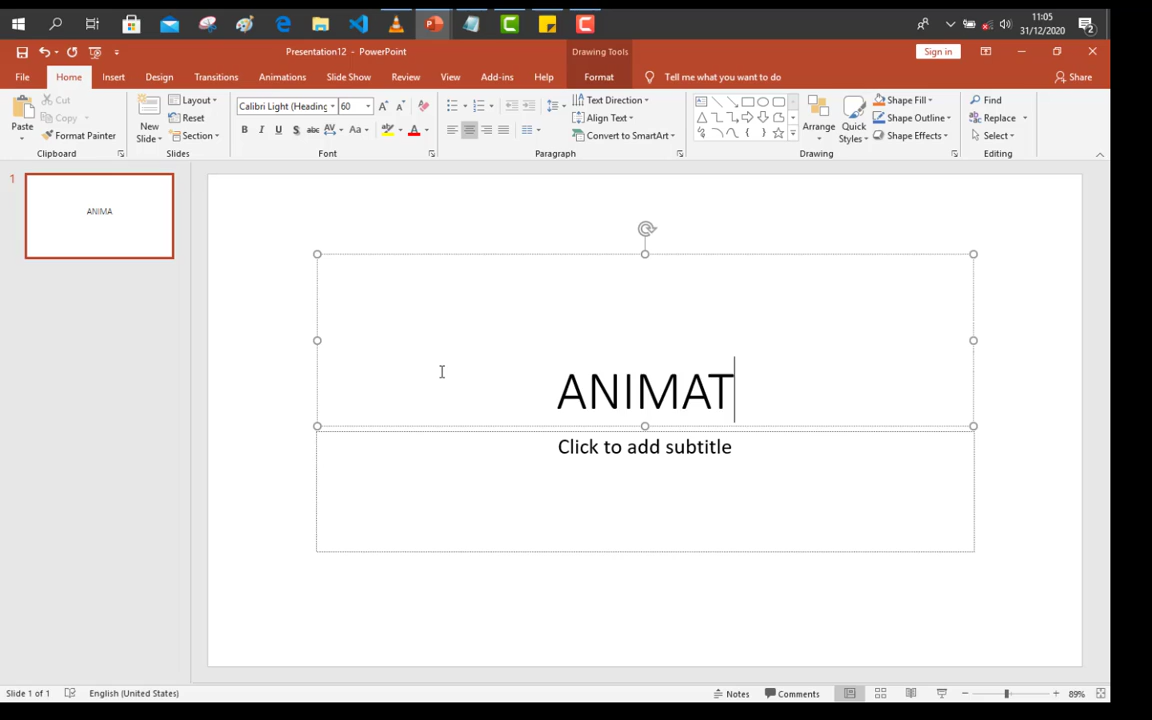 11:05
31/12/2020
2
Presentation12 - PowerPoint
Drawing Tools
Sign in
File Home Insert Design Transitions Animations Slide Show Review View Add-ins Help Format Tell me what you want to do Share
Paste
Cut
Copy
Format Painter
Clipboard
New Slide
Layout
Reset
Section
Slides
Calibri Light (Heading 60
B I U S abc AV Aa A
Font
Text Direction
Align Text
Convert to SmartArt
Paragraph
Arrange
Quick Styles
Shape Fill
Shape Outline
Shape Effects
Drawing
Find
Replace
Select
Editing
1
ANIMA
ANIMAT
Click to add subtitle
Slide 1 of 1 English (United States) Notes Comments 89%